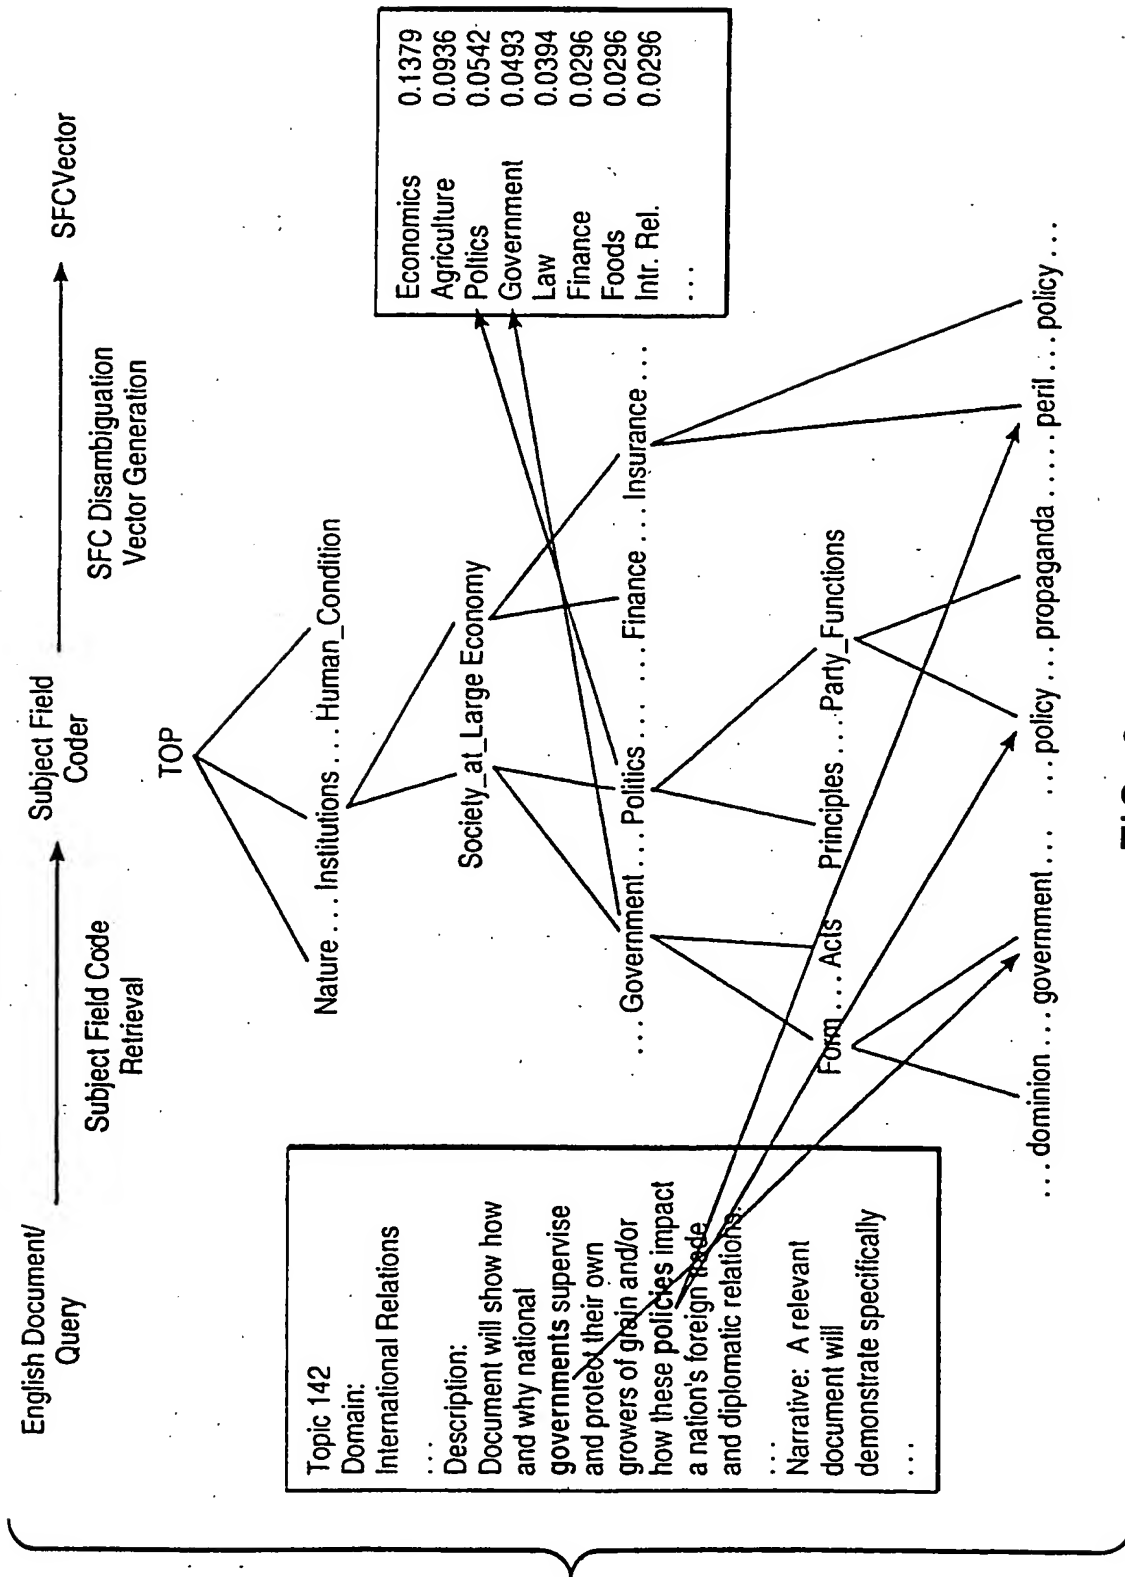 English Document/
Query
Subject Field Code
Retrieval
Subject Field
Coder
SFC Disambiguation
Vector Generation
SFCVector
TOP
Nature ... Institutions .... Human_Condition
Society_at_Large Economy
... Government .... Politics ..... Finance .... Insurance ....
Form .... Acts Principles .... Party_Functions
... dominion ... government ... ... policy ... propaganda ..... peril ... policy ...
Topic 142
Domain:
International Relations
...
Description:
Document will show how
and why national
governments supervise
and protect their own
growers of grain and/or
how these policies impact
a nation's foreign trade
and diplomatic relations.
...
Narrative: A relevant
document will
demonstrate specifically
...
Economics 0.1379
Agriculture 0.0936
Poltics 0.0542
Government 0.0493
Law 0.0394
Finance 0.0296
Foods 0.0296
Intr. Rel. 0.0296
...